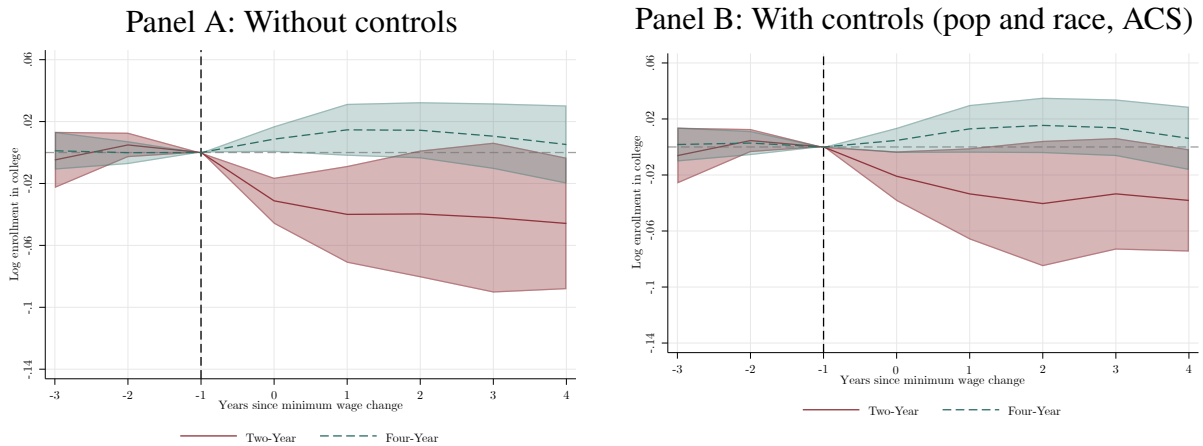 Panel A: Without controls
.06
.02
-.02
-.06
-.1
-.14
Log enrollment in college
-3 -2 -1 0 1 2 3 4
Years since minimum wage change
Two-Year Four-Year
Panel B: With controls (pop and race, ACS)
.06
.02
-.02
-.06
-.1
-.14
Log enrollment in college
-3 -2 -1 0 1 2 3 4
Years since minimum wage change
Two-Year Four-Year